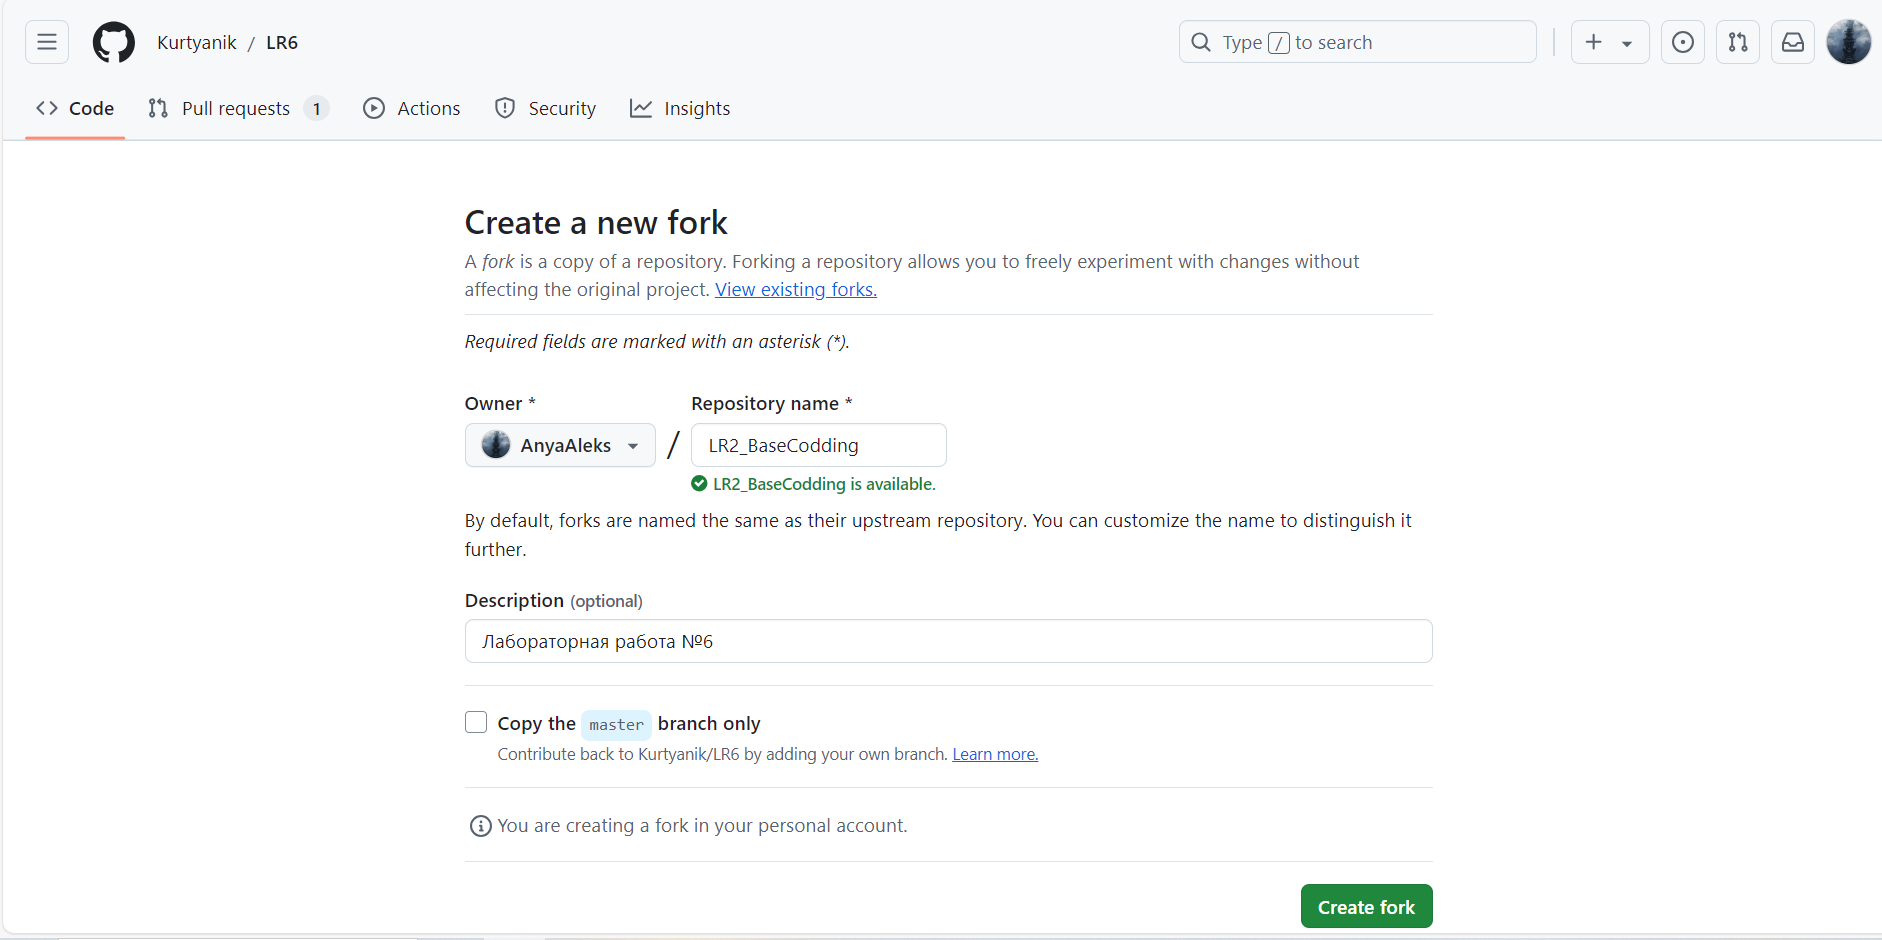 Kurtyanik / LR6
Type / to search
Code
Pull requests 1
Actions
Security
Insights
Create a new fork
A fork is a copy of a repository. Forking a repository allows you to freely experiment with changes without
affecting the original project. View existing forks.
Required fields are marked with an asterisk (*).
Owner *
Repository name *
AnyaAleks
/
LR2_BaseCodding
LR2_BaseCodding is available.
By default, forks are named the same as their upstream repository. You can customize the name to distinguish it
further.
Description (optional)
Лабораторная работа №6
Copy the master branch only
Contribute back to Kurtyanik/LR6 by adding your own branch. Learn more.
You are creating a fork in your personal account.
Create fork